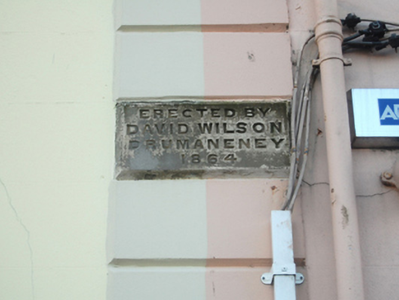 ERECTED BY
DAVID WILSON
DRUMANENEY
1864